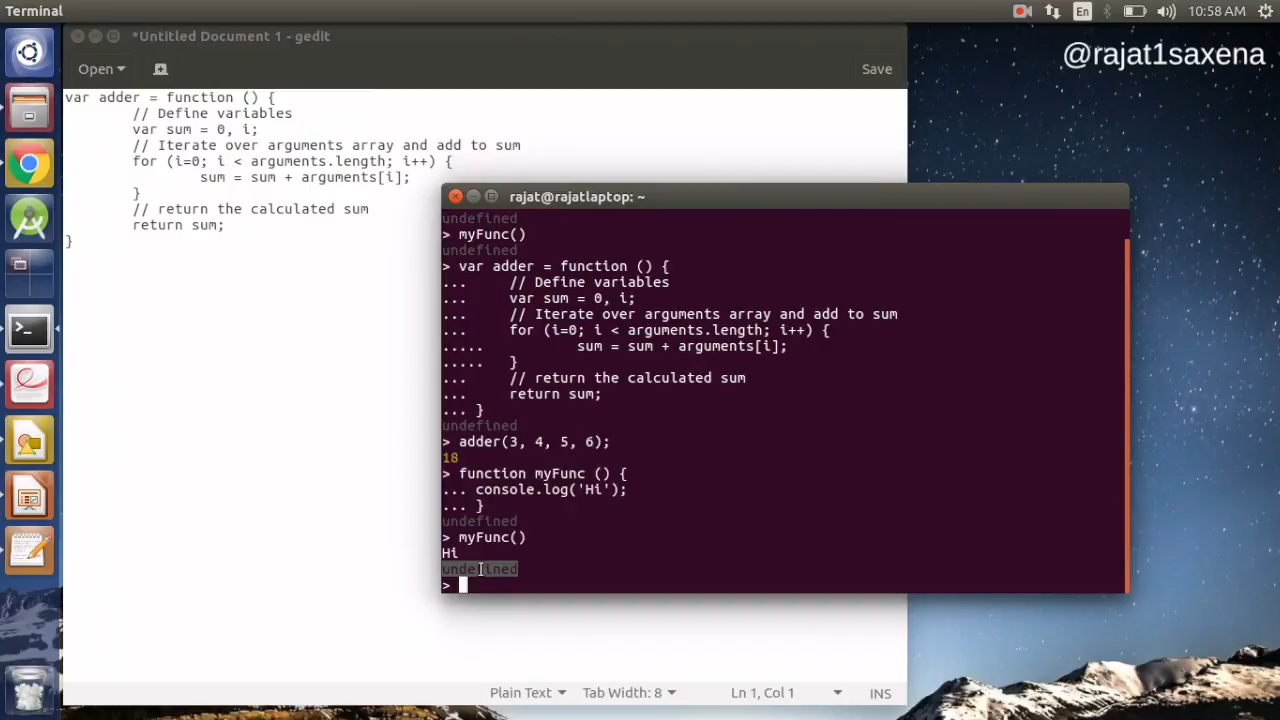 Terminal
En
10:58 AM
*Untitled Document 1 - gedit
@rajat1saxena
Open
Save
var adder = function () {
// Define variables
var sum = 0, i;
// Iterate over arguments array and add to sum
for (i=0; i < arguments.length; i++) {
sum = sum + arguments[i];
}
// return the calculated sum
return sum;
}
rajat@rajatlaptop: ~
undefined
> myFunc()
undefined
> var adder = function () {
... // Define variables
... var sum = 0, i;
... // Iterate over arguments array and add to sum
... for (i=0; i < arguments.length; i++) {
..... sum = sum + arguments[i];
..... }
... // return the calculated sum
... return sum;
... }
undefined
> adder(3, 4, 5, 6);
18
> function myFunc () {
... console.log('Hi');
... }
undefined
> myFunc()
Hi
undefined
>
Plain Text
Tab Width: 8
Ln 1, Col 1
INS